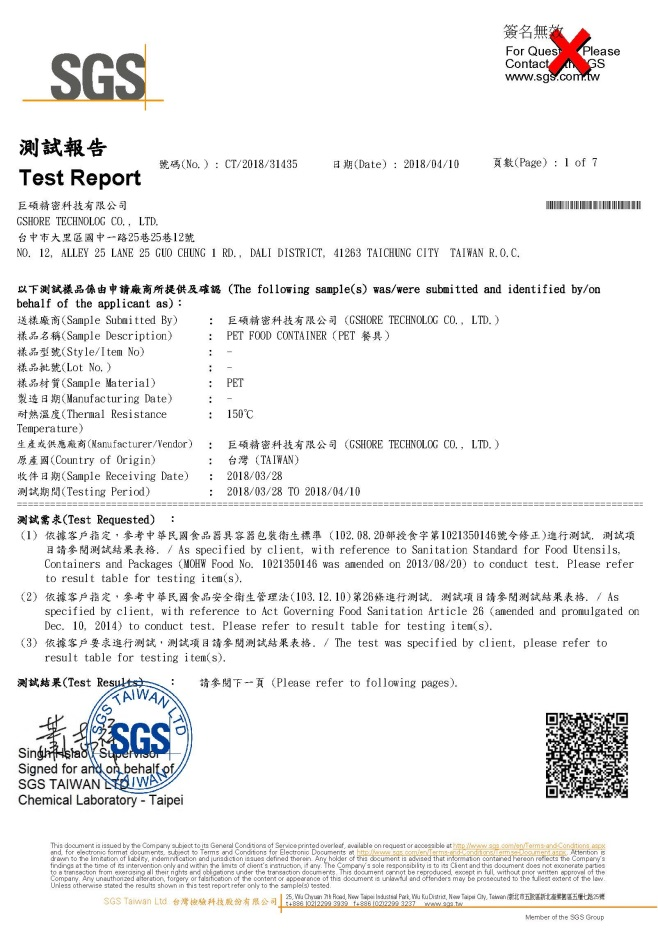 SGS
簽名無效
For Ques Please
Contact SGS
www.sgs.com.tw
測試報告
Test Report
號碼(No.) : CT/2018/31435
日期(Date) : 2018/04/10
頁數(Page) : 1 of 7
巨碩精密科技有限公司
GSHORE TECHNOLOG CO., LTD.
台中市大里區國中一路25巷25巷12號
NO. 12, ALLEY 25 LANE 25 GUO CHUNG 1 RD., DALI DISTRICT, 41263 TAICHUNG CITY TAIWAN R.O.C.
以下測試樣品係由申請廠商所提供及確認 (The following sample(s) was/were submitted and identified by/on
behalf of the applicant as):
送樣廠商(Sample Submitted By) : 巨碩精密科技有限公司 (GSHORE TECHNOLOG CO., LTD.)
樣品名稱(Sample Description) : PET FOOD CONTAINER (PET 餐具)
樣品型號(Style/Item No) : -
樣品批號(Lot No.) : -
樣品材質(Sample Material) : PET
製造日期(Manufacturing Date) : -
耐熱溫度(Thermal Resistance : 150℃
Temperature)
生產或供應廠商(Manufacturer/Vendor) : 巨碩精密科技有限公司 (GSHORE TECHNOLOG CO., LTD.)
原產國(Country of Origin) : 台灣 (TAIWAN)
收件日期(Sample Receiving Date) : 2018/03/28
測試期間(Testing Period) : 2018/03/28 TO 2018/04/10
測試需求(Test Requested) :
(1) 依據客戶指定，參考中華民國食品器具容器包裝衛生標準 (102.08.20部授食字第1021350146號令修正)進行測試. 測試項
目請參閱測試結果表格. / As specified by client, with reference to Sanitation Standard for Food Utensils,
Containers and Packages (MOHW Food No. 1021350146 was amended on 2013/08/20) to conduct test. Please refer
to result table for testing item(s).
(2) 依據客戶指定，參考中華民國食品安全衛生管理法(103.12.10)第26條進行測試. 測試項目請參閱測試結果表格. / As
specified by client, with reference to Act Governing Food Sanitation Article 26 (amended and promulgated on
Dec. 10, 2014) to conduct test. Please refer to result table for testing item(s).
(3) 依據客戶要求進行測試，測試項目請參閱測試結果表格. / The test was specified by client, please refer to
result table for testing item(s).
測試結果(Test Results) : 請參閱下一頁 (Please refer to following pages).
SGS TAIWAN LTD
SGS
TAIWAN
Singh Hsiao / Supervisor
Signed for and on behalf of
SGS TAIWAN LTD
Chemical Laboratory - Taipei
This document is issued by the Company subject to its General Conditions of Service printed overleaf, available on request or accessible at http://www.sgs.com/en/Terms-and-Conditions.aspx
and, for electronic format documents, subject to Terms and Conditions for Electronic Documents at http://www.sgs.com/en/Terms-and-Conditions/Terms-e-Document.aspx. Attention is
drawn to the limitation of liability, indemnification and jurisdiction issues defined therein. Any holder of this document is advised that information contained hereon reflects the Company's
findings at the time of its intervention only and within the limits of client's instruction, if any. The Company's sole responsibility is to its Client and this document does not exonerate parties
to a transaction from exercising all their rights and obligations under the transaction documents. This document cannot be reproduced, except in full, without prior written approval of the
Company. Any unauthorized alteration, forgery or falsification of the content or appearance of this document is unlawful and offenders may be prosecuted to the fullest extent of the law.
Unless otherwise stated the results shown in this test report refer only to the sample(s) tested.
SGS Taiwan Ltd. 台灣檢驗科技股份有限公司
25, Wu Chyuan 7th Road, New Taipei Industrial Park, Wu Ku District, New Taipei City, Taiwan /新北市五股區新北產業園區五權七路25號
t+886 (02)2299 3939 f+886 (02)2299 3237 www.sgs.tw
Member of the SGS Group